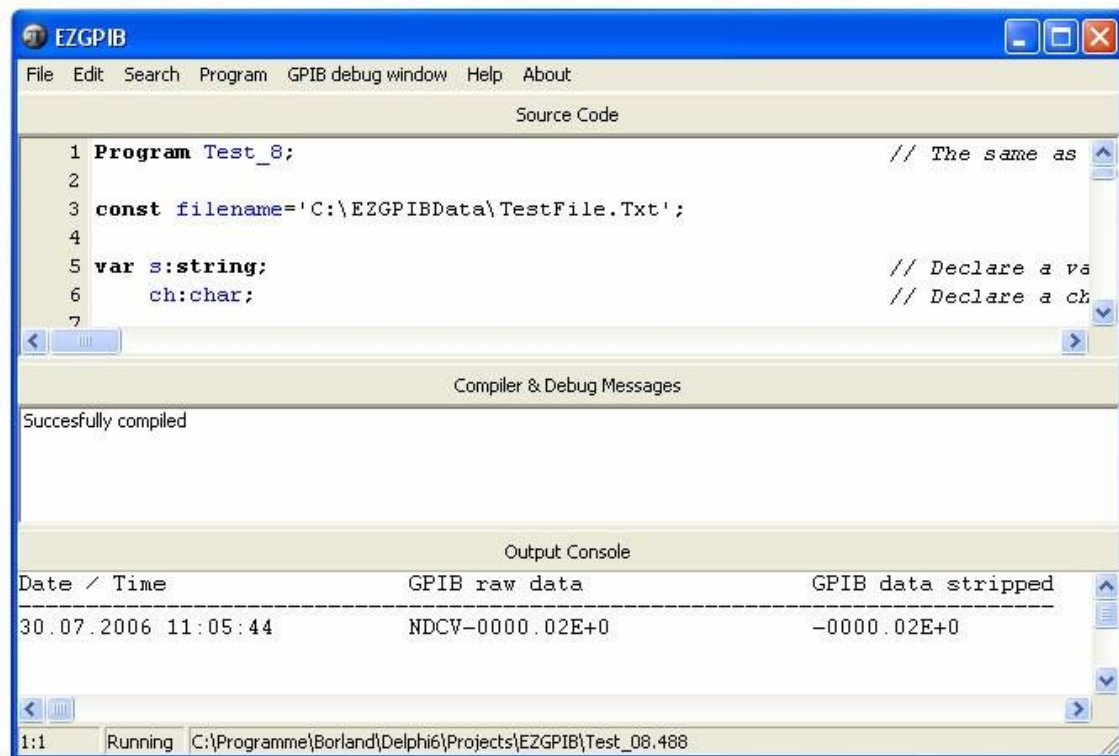 EZGPIB
File Edit Search Program GPIB debug window Help About
Source Code
1 Program Test_8; // The same as
2
3 const filename='C:\EZGPIBData\TestFile.Txt';
4
5 var s:string; // Declare a va
6 ch:char; // Declare a ch
7
Compiler & Debug Messages
Succesfully compiled
Output Console
Date / Time GPIB raw data GPIB data stripped
30.07.2006 11:05:44 NDCV-0000.02E+0 -0000.02E+0
1:1 Running C:\Programme\Borland\Delphi6\Projects\EZGPIB\Test_08.488